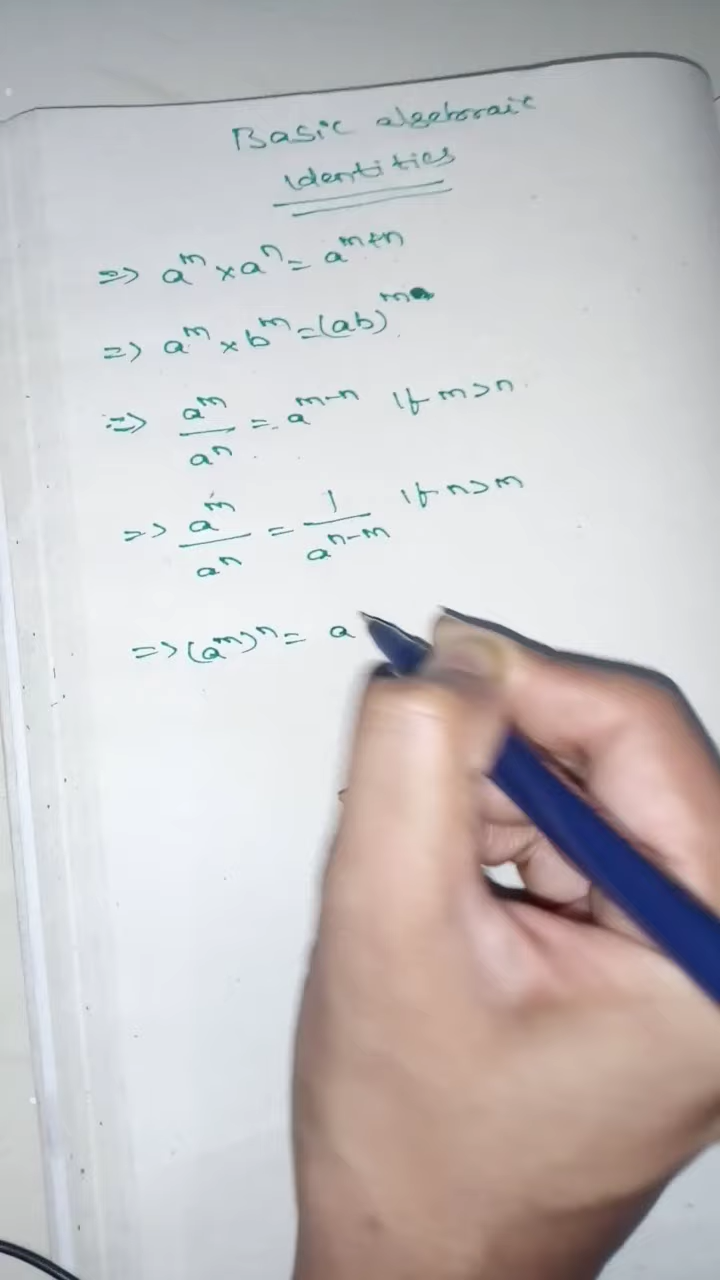 Basic algebraic
Identities
=> a^m × a^n = a^{m+n}
=> a^m × b^m = (ab)^m
=> a^m / a^n = a^{m-n} If m>n
=> a^m / a^n = 1 / a^{n-m} If n>m
=> (a^m)^n = a